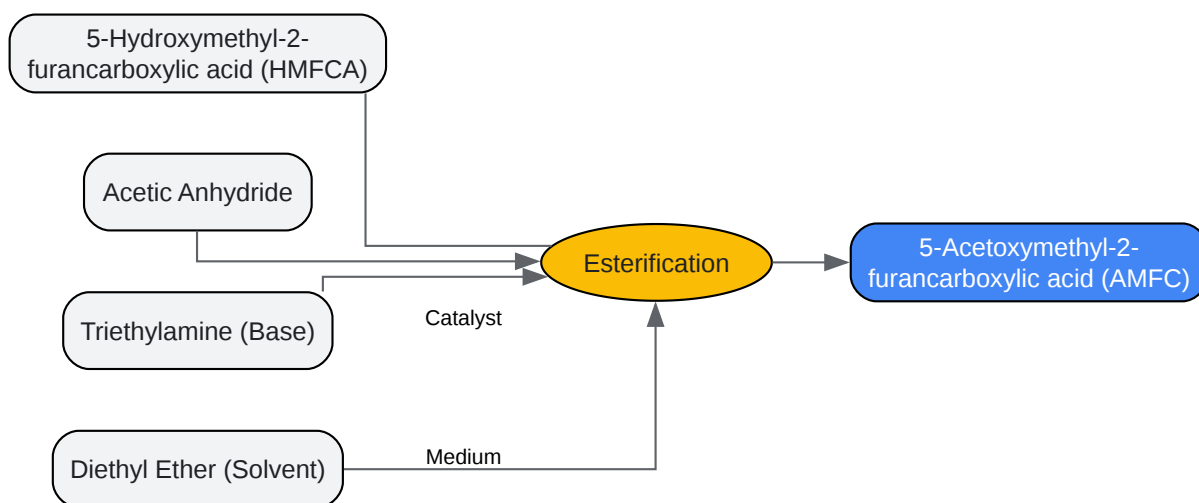 5-Hydroxymethyl-2-
furancarboxylic acid (HMFCA)
Acetic Anhydride
Triethylamine (Base)
Catalyst
Diethyl Ether (Solvent)
Medium
Esterification
5-Acetoxymethyl-2-
furancarboxylic acid (AMFC)